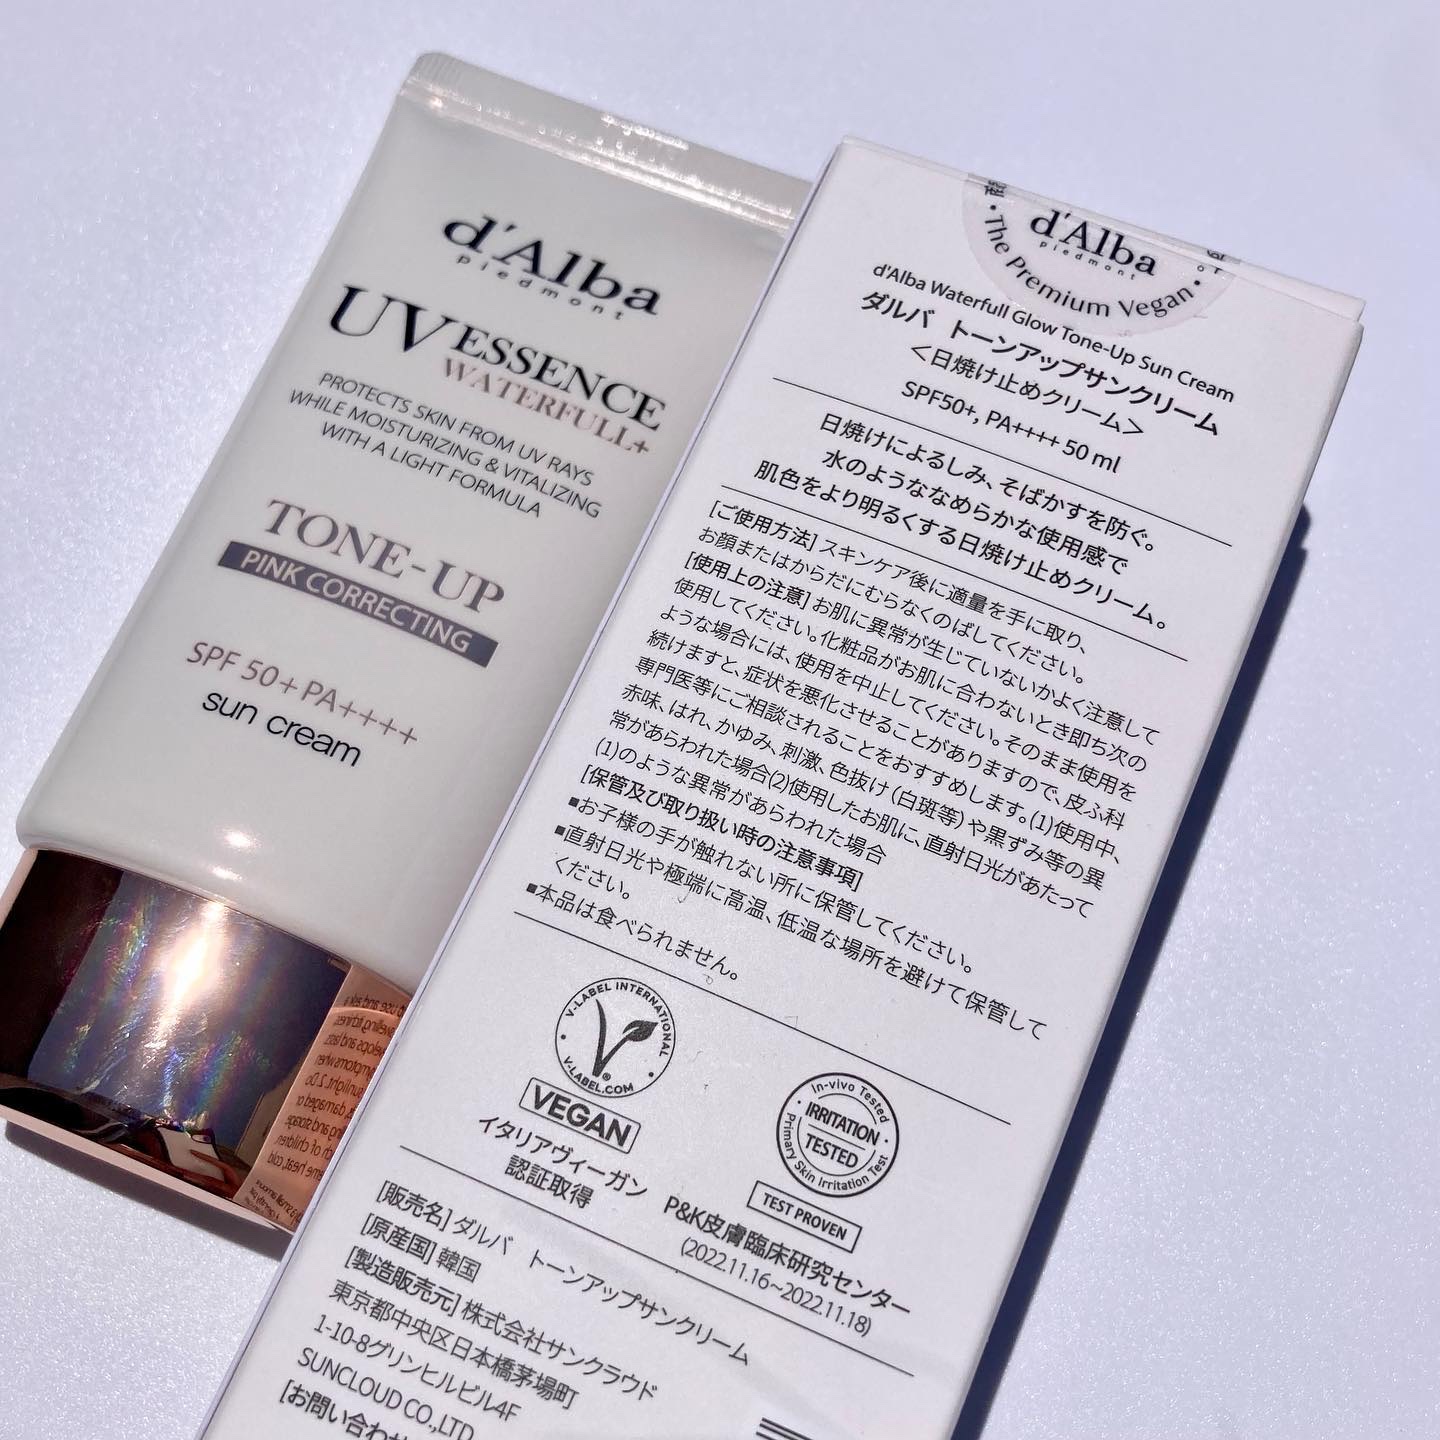 d'Alba
piedmont
UV ESSENCE
WATERFULL+
PROTECTS SKIN FROM UV RAYS
WHILE MOISTURIZING & VITALIZING
WITH A LIGHT FORMULA
TONE-UP
PINK CORRECTING
SPF 50+ PA++++
sun cream
d'Alba
piedmont
The Premium Vegan
d'Alba Waterfull Glow Tone-Up Sun Cream
ダルバ トーンアップサンクリーム
<日焼け止めクリーム>
SPF50+, PA++++ 50 ml
日焼けによるしみ、そばかすを防ぐ。
水のようななめらかな使用感で
肌色をより明るくする日焼け止めクリーム。
[ご使用方法] スキンケア後に適量を手に取り、
お顔またはからだにむらなくのばしてください。
[使用上の注意] お肌に異常が生じていないかよく注意して
使用してください。化粧品がお肌に合わないとき即ち次の
ような場合には、使用を中止してください。そのまま使用を
続けますと、症状を悪化させることがありますので、皮ふ科
専門医等にご相談されることをおすすめします。(1)使用中、
赤味、はれ、かゆみ、刺激、色抜け (白斑等) や黒ずみ等の異
常があらわれた場合(2)使用したお肌に、直射日光があたって
(1)のような異常があらわれた場合
[保管及び取り扱い時の注意事項]
■お子様の手が触れない所に保管してください。
■直射日光や極端に高温、低温な場所を避けて保管して
ください。
■本品は食べられません。
V-LABEL INTERNATIONAL
V-LABEL.COM
®
VEGAN
イタリアヴィーガン
認証取得
In-vivo Tested
IRRITATION
TESTED
Primary Skin Irritation Test
TEST PROVEN
P&K皮膚臨床研究センター
(2022.11.16~2022.11.18)
[販売名] ダルバ トーンアップサンクリーム
[原産国] 韓国
[製造販売元] 株式会社サンクラウド
東京都中央区日本橋茅場町
1-10-8グリンヒルビル4F
SUNCLOUD CO.,LTD.
[お問い合わ